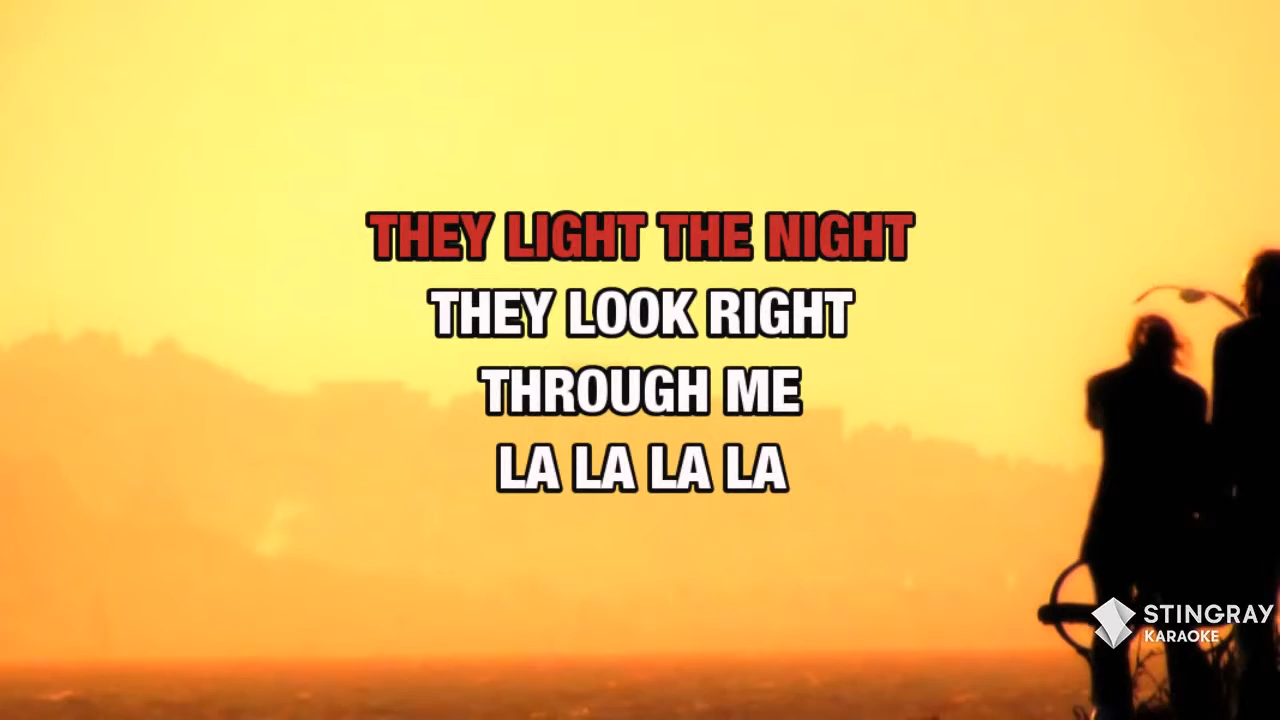 THEY LIGHT THE NIGHT
THEY LOOK RIGHT
THROUGH ME
LA LA LA LA
STINGRAY
KARAOKE